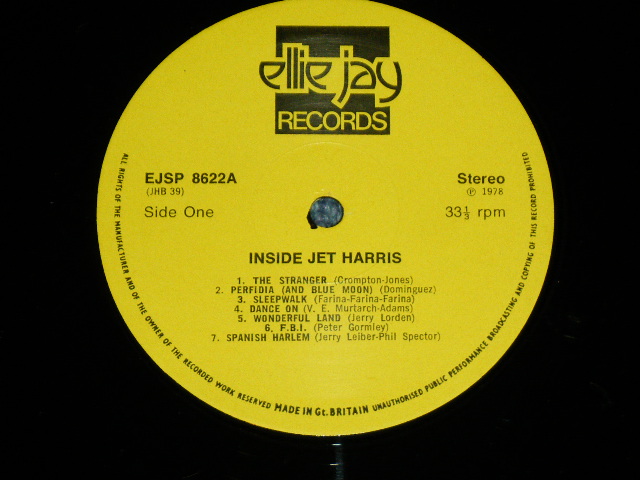 ellie jay
RECORDS
EJSP 8622A
(JHB 39)
Side One
Stereo
℗ 1978
33⅓ rpm
INSIDE JET HARRIS
1. THE STRANGER (Crompton-Jones)
2. PERFIDIA (AND BLUE MOON) (Dominguez)
3. SLEEPWALK (Farina-Farina-Farina)
4. DANCE ON (V. E. Murtarch-Adams)
5. WONDERFUL LAND (Jerry Lorden)
6. F.B.I. (Peter Gormley)
7. SPANISH HARLEM (Jerry Leiber-Phil Spector)
ALL RIGHTS OF THE MANUFACTURER AND OF THE OWNER OF THE RECORDED WORK RESERVED MADE IN Gt. BRITAIN UNAUTHORISED PUBLIC PERFORMANCE BROADCASTING AND COPYING OF THIS RECORD PROHIBITED